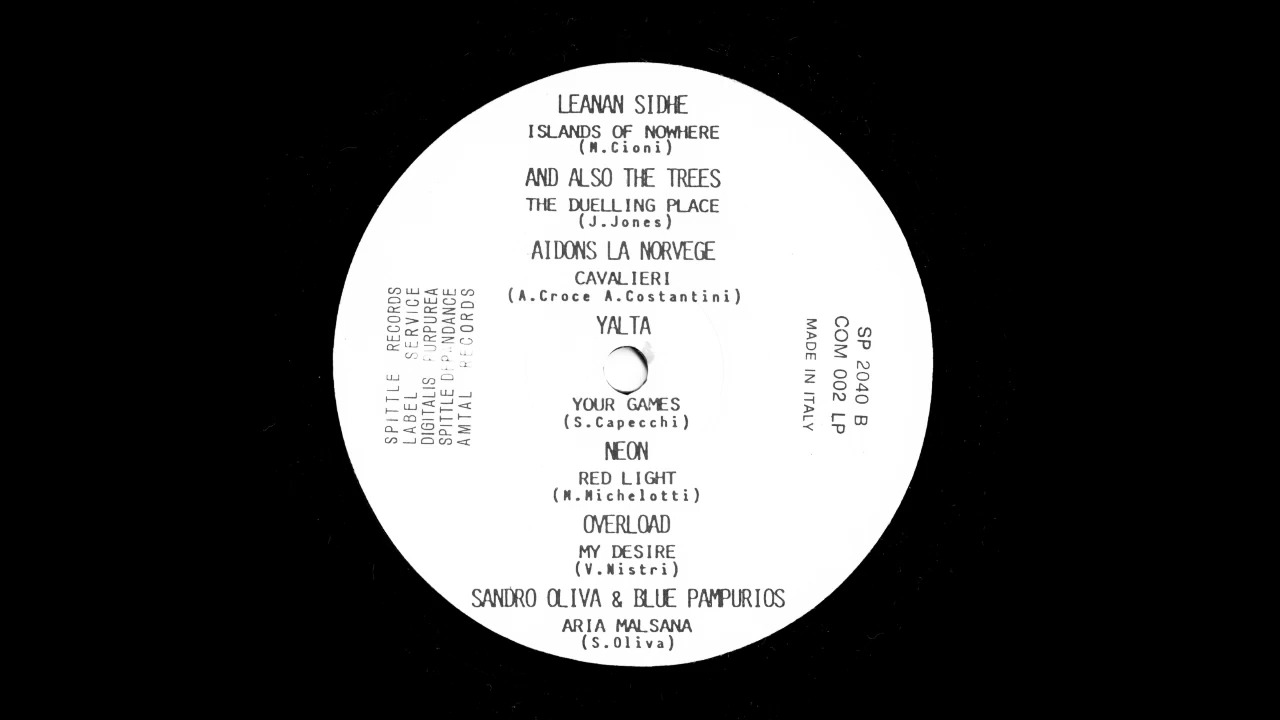 LEANAN SIDHE
ISLANDS OF NOWHERE
(M.Cioni)
AND ALSO THE TREES
THE DUELLING PLACE
(J.Jones)
AIDONS LA NORVEGE
CAVALIERI
(A.Croce A.Costantini)
YALTA
YOUR GAMES
(S.Capecchi)
NEON
RED LIGHT
(M.Michelotti)
OVERLOAD
MY DESIRE
(V.Nistri)
SANDRO OLIVA & BLUE PAMPURIOS
ARIA MALSANA
(S.Oliva)
SPITTLE RECORDS
LABEL SERVICE
DIGITALIS PURPUREA
SPITTLE DEPENDANCE
AMTAL RECORDS
SP 2040 B
COM 002 LP
MADE IN ITALY